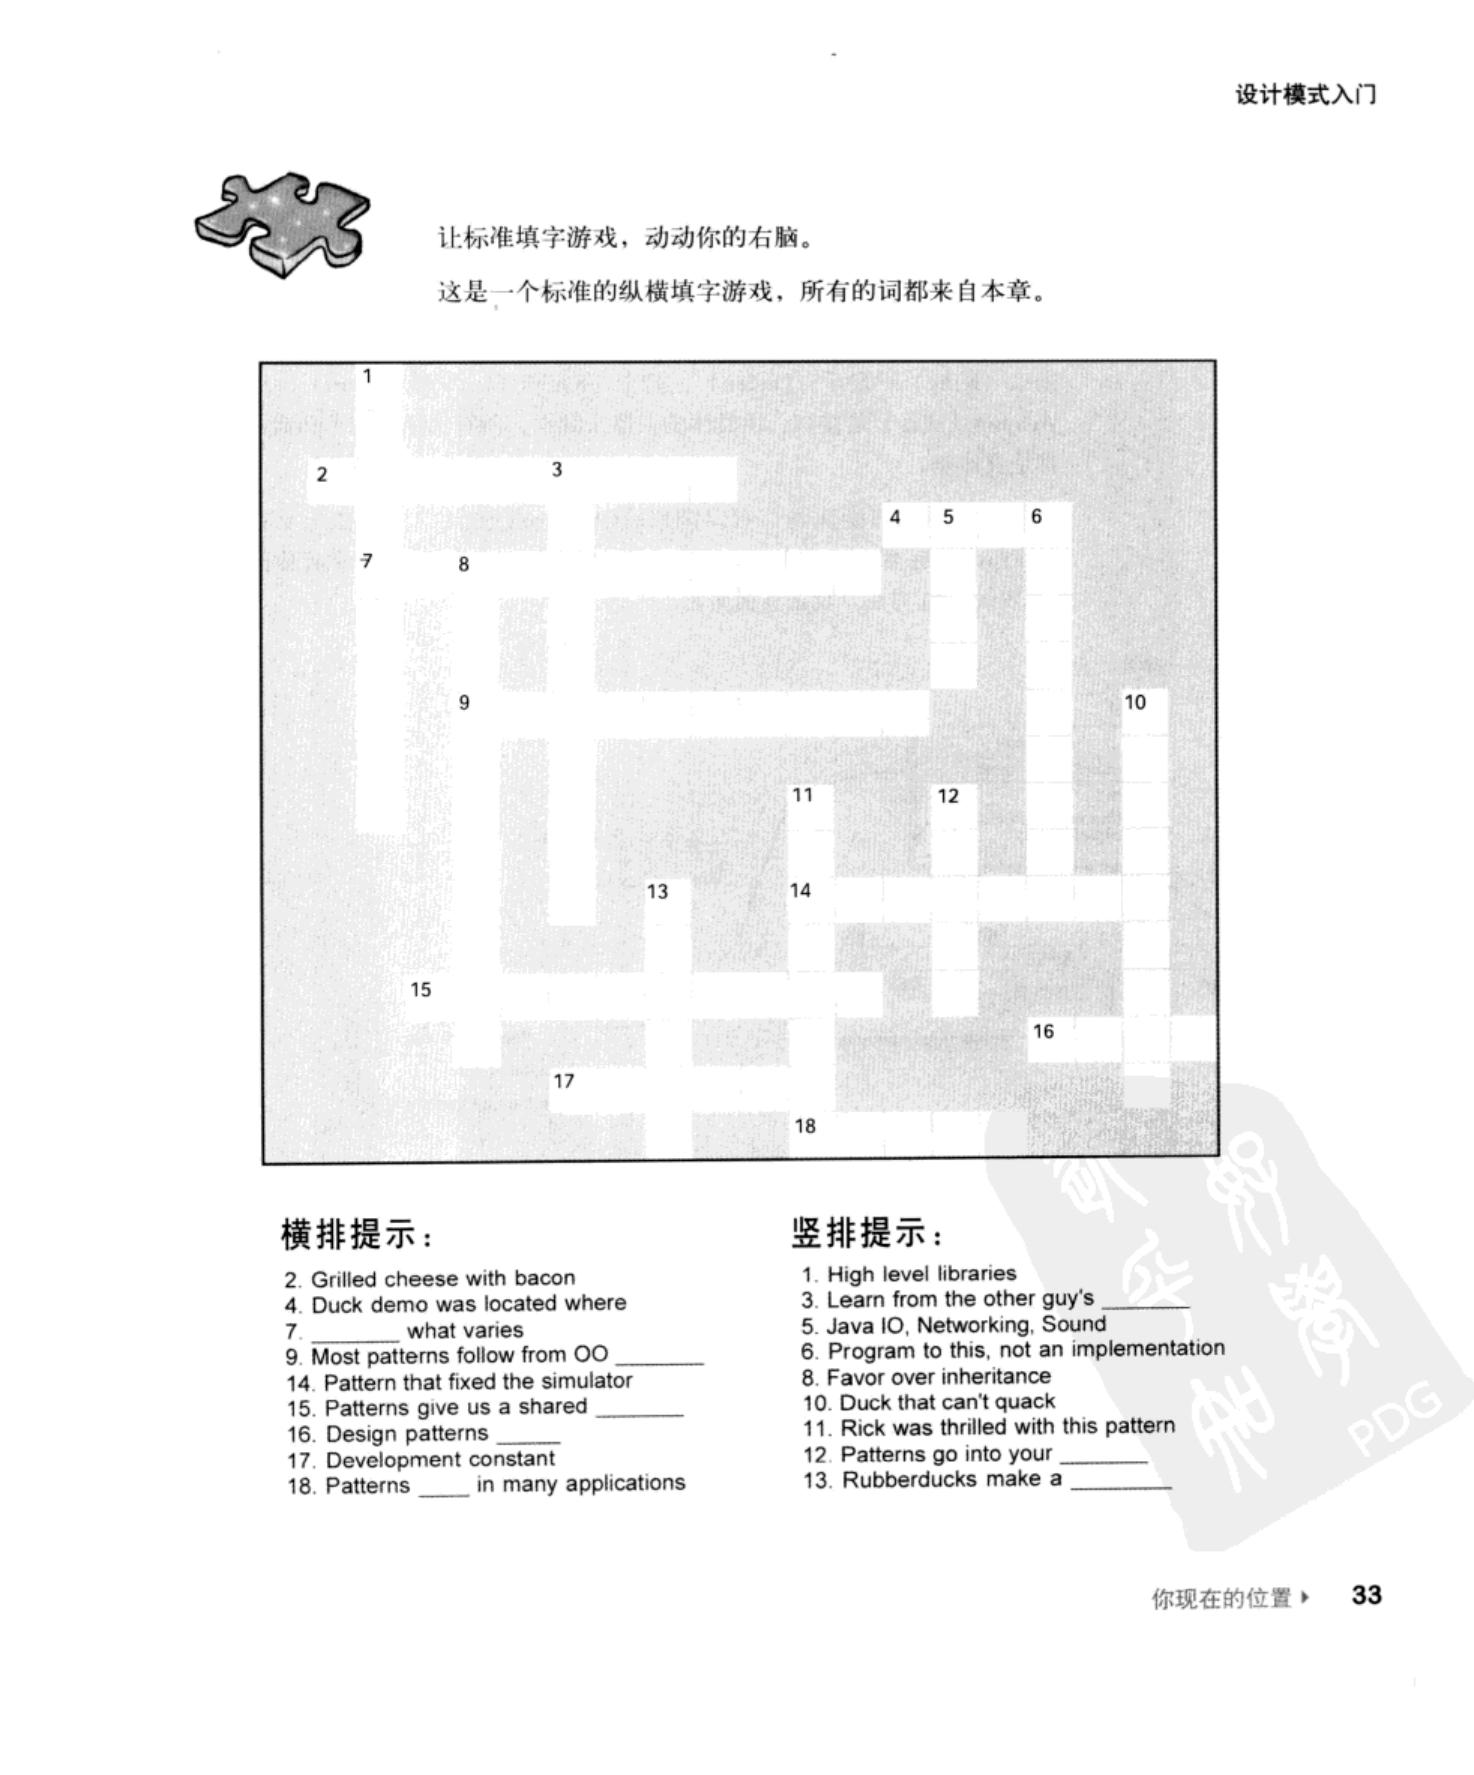 设计模式入门
让标准填字游戏，动动你的右脑。
这是一个标准的纵横填字游戏，所有的词都来自本章。
1
2 3
4 5 6
7 8
9 10
11 12
13 14
15
16
17
18
横排提示：
2. Grilled cheese with bacon
4. Duck demo was located where
7. ________ what varies
9. Most patterns follow from OO ________
14. Pattern that fixed the simulator
15. Patterns give us a shared ________
16. Design patterns _____
17. Development constant
18. Patterns ____ in many applications
竖排提示：
1. High level libraries
3. Learn from the other guy's ________
5. Java IO, Networking, Sound
6. Program to this, not an implementation
8. Favor over inheritance
10. Duck that can't quack
11. Rick was thrilled with this pattern
12. Patterns go into your ________
13. Rubberducks make a _________
PDG
你现在的位置 33